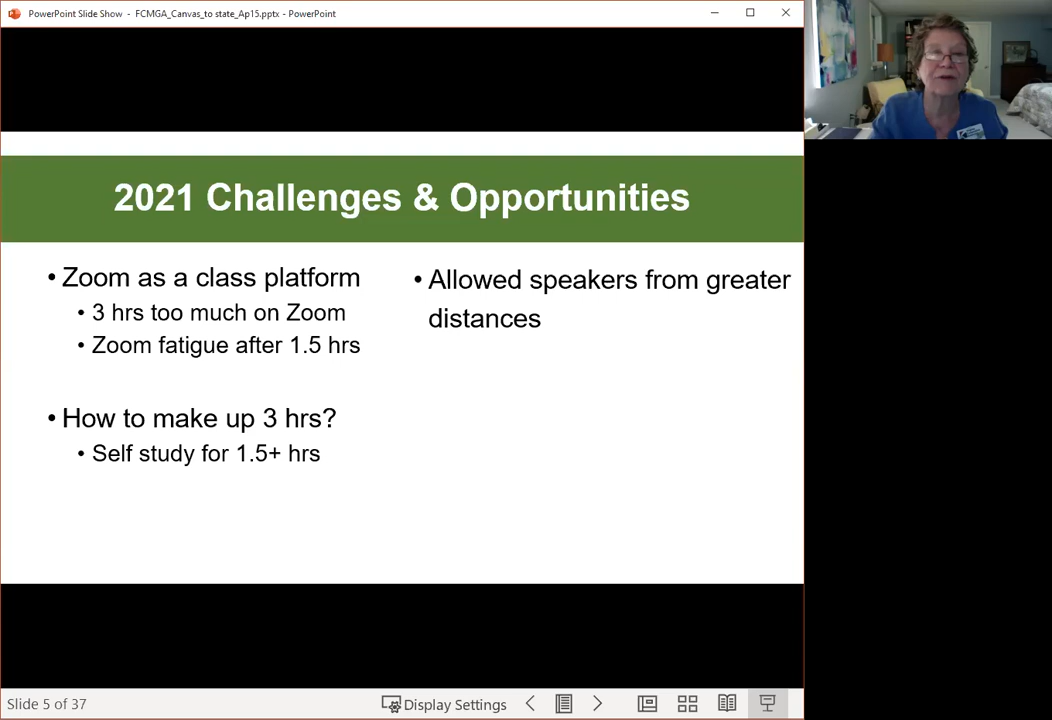 PowerPoint Slide Show - FCMGA_Canvas_to state_Ap15.pptx - PowerPoint
2021 Challenges & Opportunities
• Zoom as a class platform
• 3 hrs too much on Zoom
• Zoom fatigue after 1.5 hrs
• How to make up 3 hrs?
• Self study for 1.5+ hrs
• Allowed speakers from greater
distances
Slide 5 of 37
Display Settings